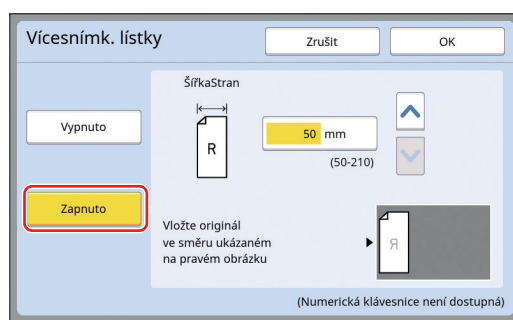 Vícesnímk. lístky
Zrušit
OK
Vypnuto
Zapnuto
ŠířkaStran
R
50 mm
(50-210)
Vložte originál
ve směru ukázaném
na pravém obrázku
R
(Numerická klávesnice není dostupná)